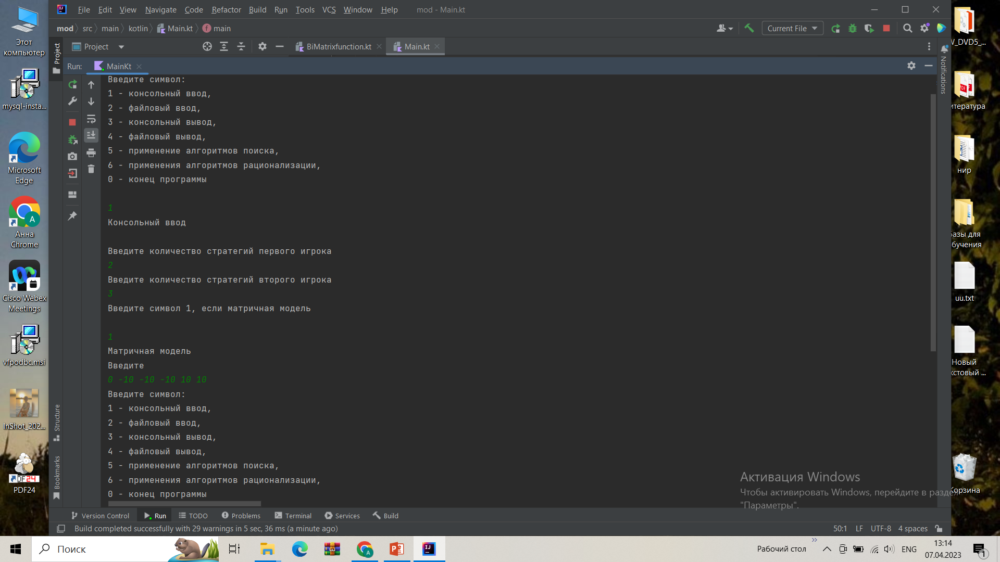 File Edit View Navigate Code Refactor Build Run Tools VCS Window Help mod - Main.kt
mod src main kotlin Main.kt main
Current File
Project
BiMatrixfunction.kt
Main.kt
Run: MainKt
Введите символ:
1 - консольный ввод,
2 - файловый ввод,
3 - консольный вывод,
4 - файловый вывод,
5 - применение алгоритмов поиска,
6 - применения алгоритмов рационализации,
0 - конец программы
1
Консольный ввод
Введите количество стратегий первого игрока
2
Введите количество стратегий второго игрока
3
Введите символ 1, если матричная модель
1
Матричная модель
Введите
0 -10 -10 -10 10 10
Введите символ:
1 - консольный ввод,
2 - файловый ввод,
3 - консольный вывод,
4 - файловый вывод,
5 - применение алгоритмов поиска,
6 - применения алгоритмов рационализации,
0 - конец программы
Project
Structure
Bookmarks
Notifications
Активация Windows
Чтобы активировать Windows, перейдите в раздел
"Параметры".
Version Control Run TODO Problems Terminal Services Build
Build completed successfully with 29 warnings in 5 sec, 36 ms (a minute ago)
50:1 LF UTF-8 4 spaces
Этот
компьютер
mysql-insta...
Microsoft
Edge
A
Анна
Chrome
Cisco Webex
Meetings
vfpodbc.msi
InShot_202...
DF24
PDF24
W_DVD5_...
PDF
итература
нир
Базы для
бучения
uu.txt
Новый
кстовый ...
Корзина
Поиск
Рабочий стол
ENG
13:14
07.04.2023
1